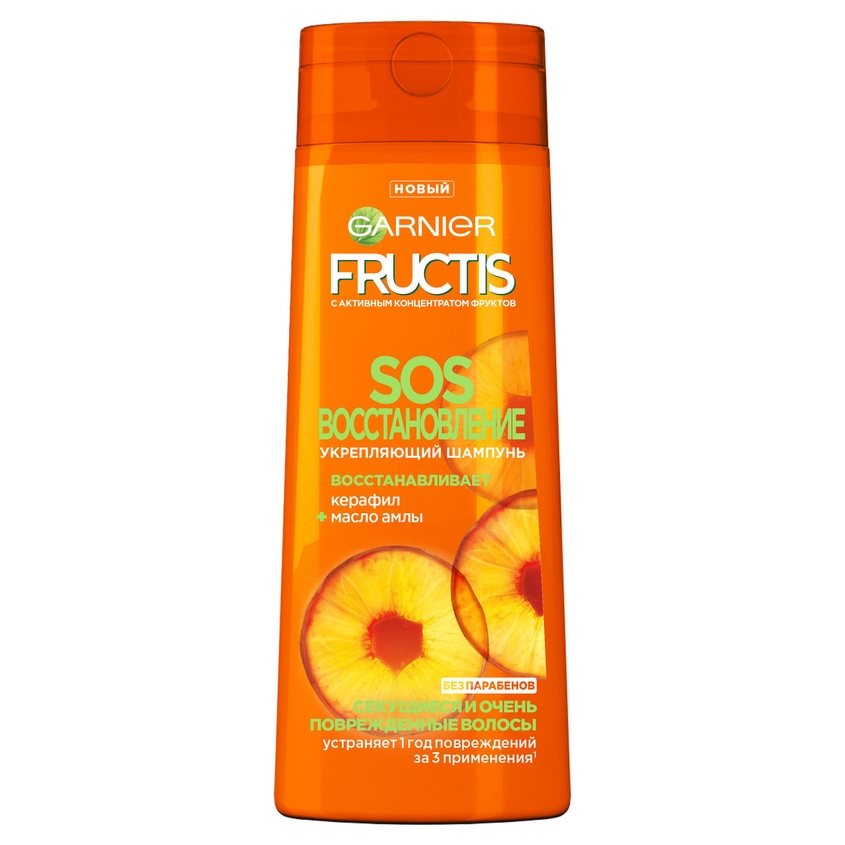 НОВЫЙ
GARNIER
FRUCTIS
С АКТИВНЫМ КОНЦЕНТРАТОМ ФРУКТОВ
SOS
ВОССТАНОВЛЕНИЕ
УКРЕПЛЯЮЩИЙ ШАМПУНЬ
ВОССТАНАВЛИВАЕТ
керафил
+ масло амлы
БЕЗ ПАРАБЕНОВ
СЕКУЩИЕСЯ И ОЧЕНЬ
ПОВРЕЖДЕННЫЕ ВОЛОСЫ
устраняет 1 год повреждений
за 3 применения¹